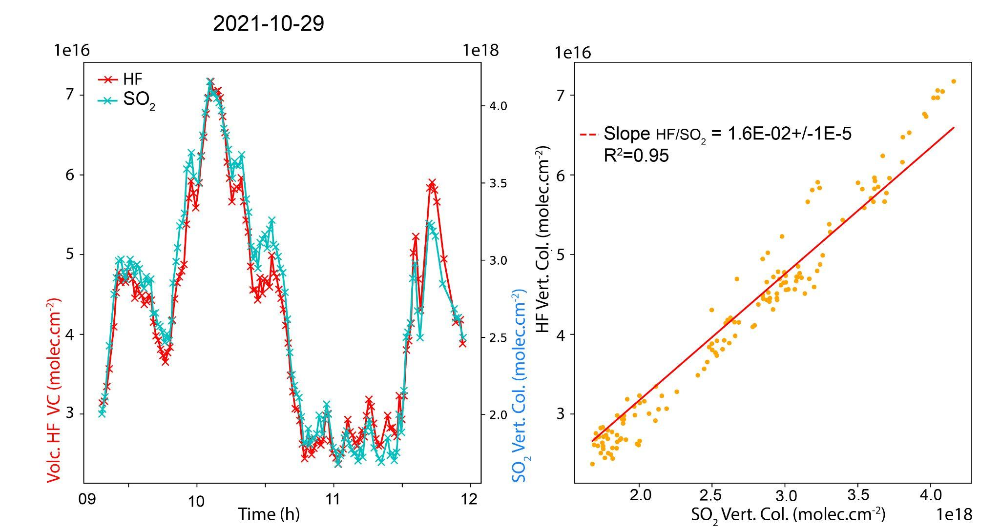 2021-10-29
1e16
1e18
HF
SO2
7
6
5
4
3
4.0
3.5
3.0
2.5
2.0
Volc. HF VC (molec.cm-2)
SO2 Vert. Col. (molec.cm-2)
09
10
11
12
Time (h)
1e16
7
6
5
4
3
HF Vert. Col. (molec.cm-2)
Slope HF/SO2 = 1.6E-02+/-1E-5
R2=0.95
2.0
2.5
3.0
3.5
4.0
SO2 Vert. Col. (molec.cm-2)
1e18